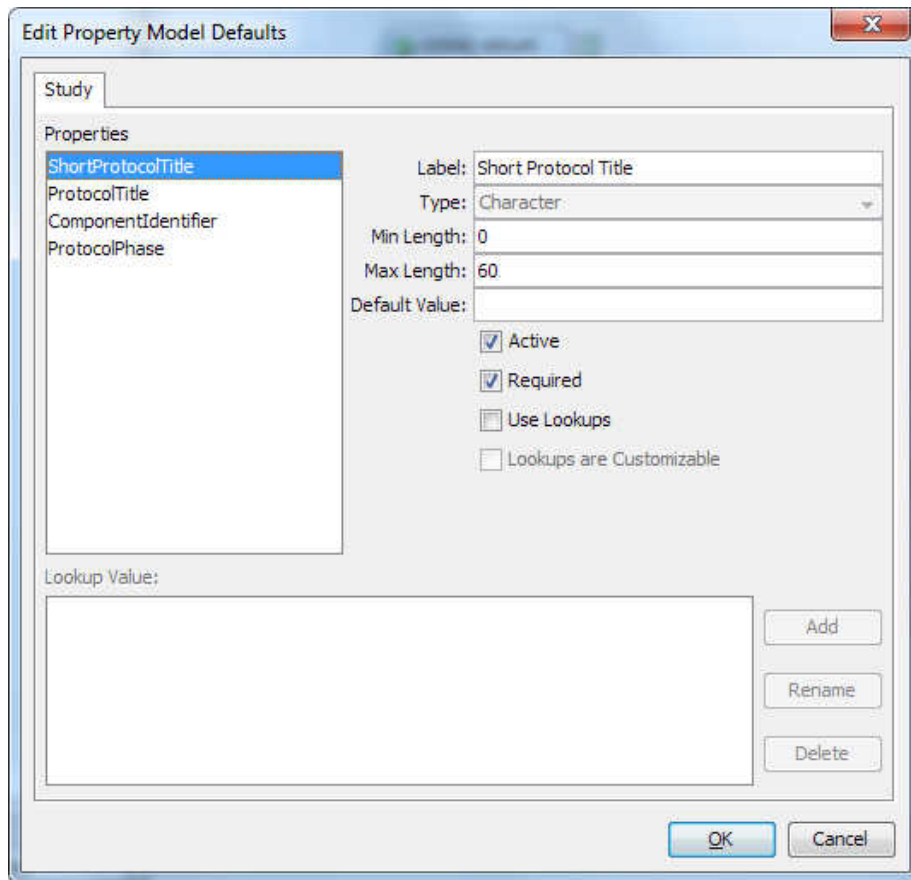 Edit Property Model Defaults
Study
Properties
ShortProtocolTitle
ProtocolTitle
ComponentIdentifier
ProtocolPhase
Label: Short Protocol Title
Type: Character
Min Length: 0
Max Length: 60
Default Value:
Active
Required
Use Lookups
Lookups are Customizable
Lookup Value:
Add
Rename
Delete
OK
Cancel